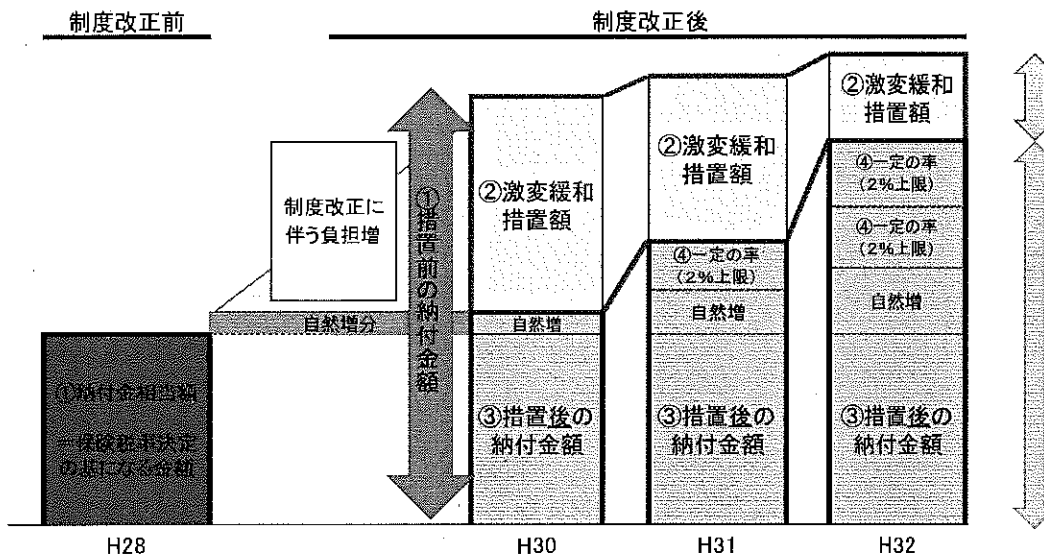 制度改正前
制度改正後
②激変緩和
措置額
②激変緩和
措置額
②激変緩和
措置額
④一定の率
(2%上限)
④一定の率
(2%上限)
④一定の率
(2%上限)
制度改正に
伴う負担増
①措置前の納付金額
自然増分
自然増
自然増
自然増
①納付金相当額
の基になる金額
③措置後の
納付金額
③措置後の
納付金額
③措置後の
納付金額
H28
H30
H31
H32